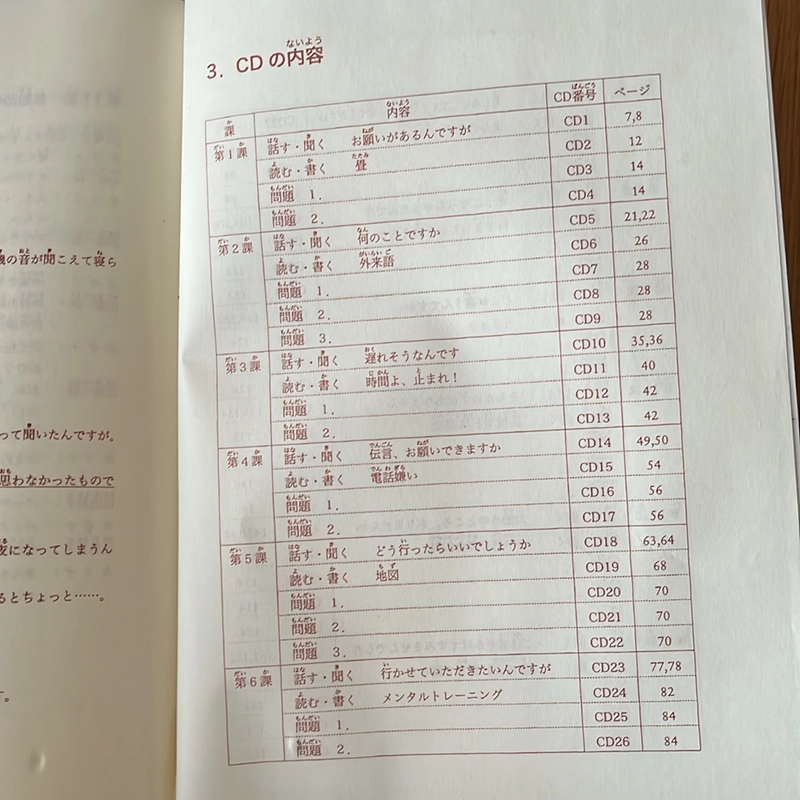 の音が聞こえて寝ら
って聞いたんですが。
思わなかったもので
になってしまうん
るとちょっと……。
す。
3．CDの内容
課 内容 CD番号 ページ
第1課 話す・聞く お願いがあるんですが CD1 7,8
読む・書く 畳 CD2 12
問題 1． CD3 14
問題 2． CD4 14
第2課 話す・聞く 何のことですか CD5 21,22
読む・書く 外来語 CD6 26
問題 1． CD7 28
問題 2． CD8 28
問題 3． CD9 28
第3課 話す・聞く 遅れそうなんです CD10 35,36
読む・書く 時間よ、止まれ！ CD11 40
問題 1． CD12 42
問題 2． CD13 42
第4課 話す・聞く 伝言、お願いできますか CD14 49,50
読む・書く 電話嫌い CD15 54
問題 1． CD16 56
問題 2． CD17 56
第5課 話す・聞く どう行ったらいいでしょうか CD18 63,64
読む・書く 地図 CD19 68
問題 1． CD20 70
問題 2． CD21 70
問題 3． CD22 70
第6課 話す・聞く 行かせていただきたいんですが CD23 77,78
読む・書く メンタルトレーニング CD24 82
問題 1． CD25 84
問題 2． CD26 84